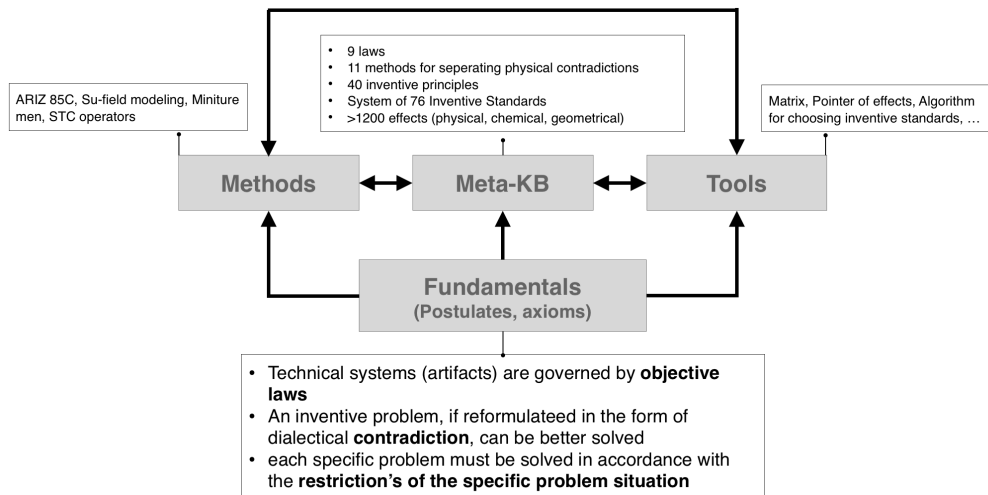 • 9 laws
• 11 methods for seperating physical contradictions
• 40 inventive principles
• System of 76 Inventive Standards
• >1200 effects (physical, chemical, geometrical)
ARIZ 85C, Su-field modeling, Miniture
men, STC operators
Matrix, Pointer of effects, Algorithm
for choosing inventive standards, …
Methods
Meta-KB
Tools
Fundamentals
(Postulates, axioms)
• Technical systems (artifacts) are governed by objective
laws
• An inventive problem, if reformulateed in the form of
dialectical contradiction, can be better solved
• each specific problem must be solved in accordance with
the restriction's of the specific problem situation